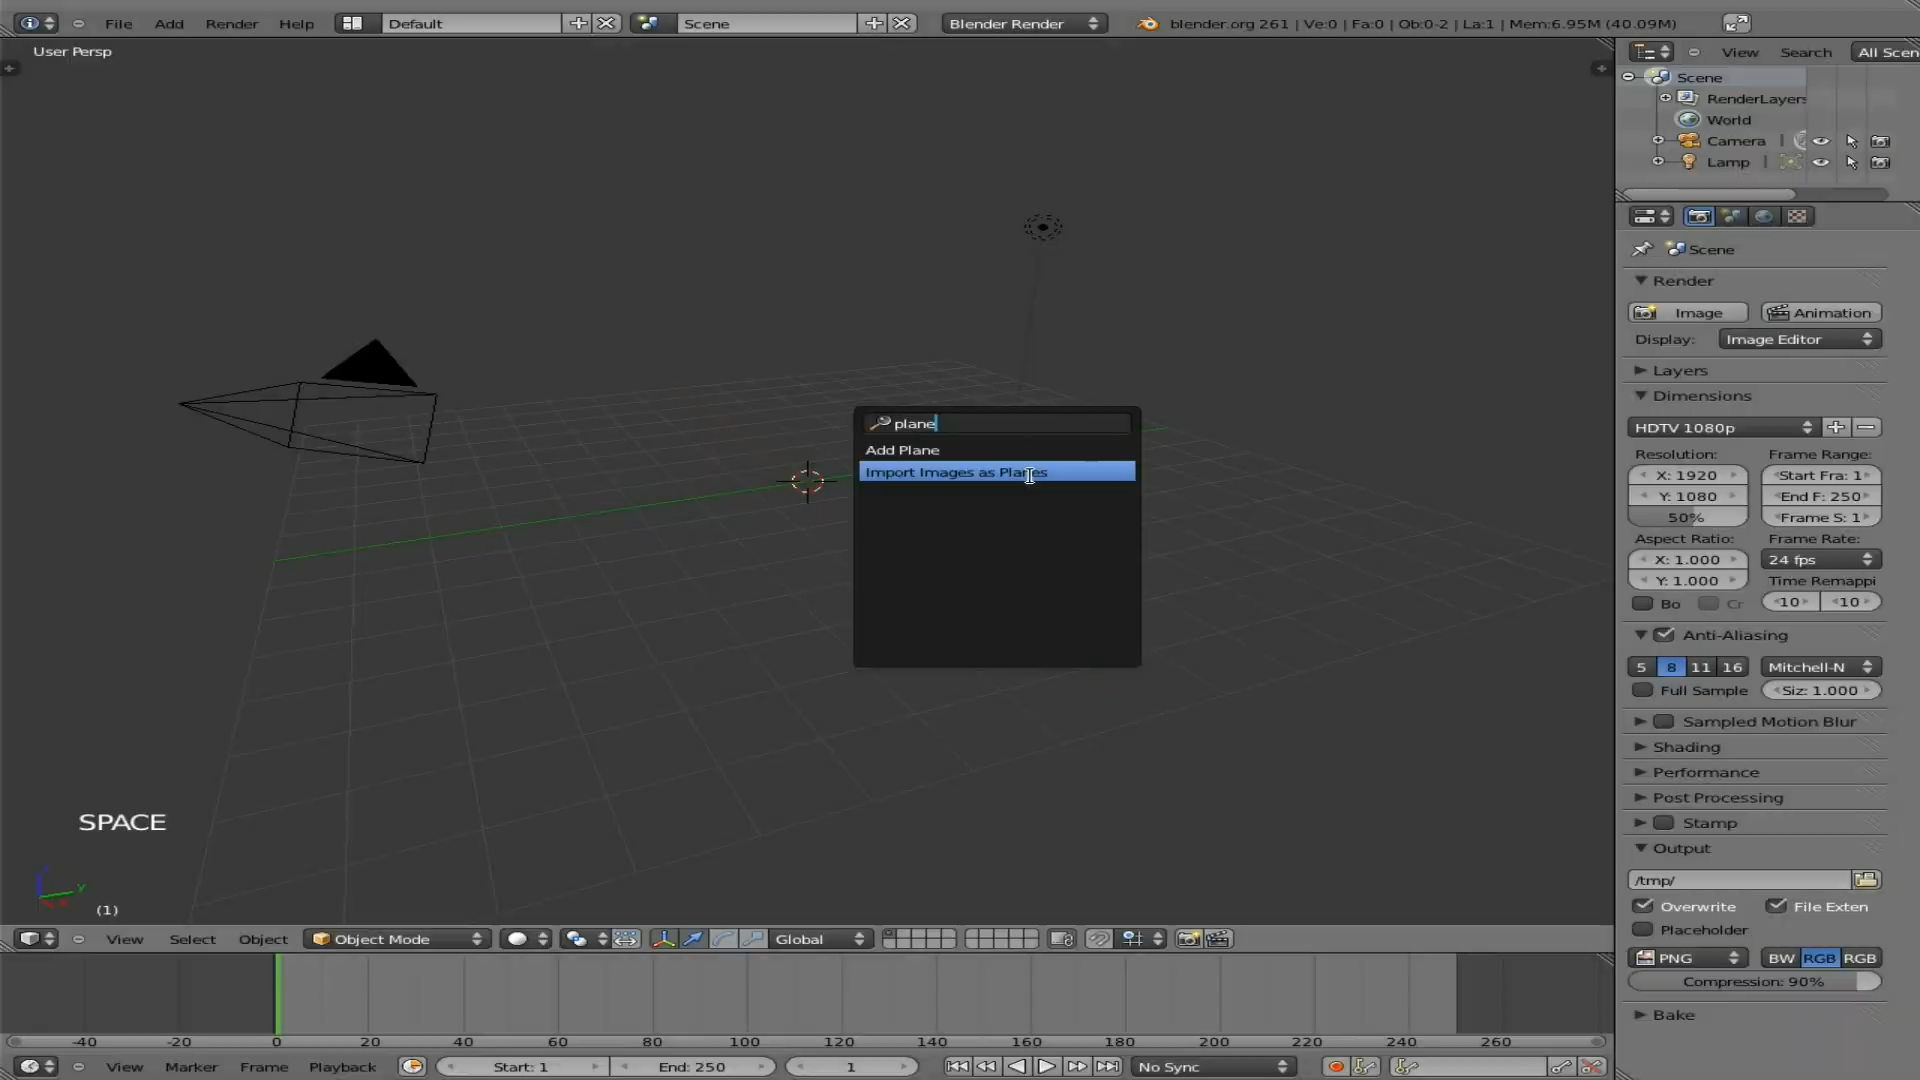 File Add Render Help Default Scene Blender Render blender.org 261 | Ve:0 | Fa:0 | Ob:0-2 | La:1 | Mem:6.95M (40.09M)
User Persp
View Search All Scen
Scene
RenderLayers
World
Camera
Lamp
Scene
Render
Image Animation
Display: Image Editor
Layers
Dimensions
HDTV 1080p
Resolution: Frame Range:
X: 1920 Start Fra: 1
Y: 1080 End F: 250
50% Frame S: 1
Aspect Ratio: Frame Rate:
X: 1.000 24 fps
Y: 1.000 Time Remappi
Bo Cr 10 10
Anti-Aliasing
5 8 11 16 Mitchell-N
Full Sample Siz: 1.000
Sampled Motion Blur
Shading
Performance
Post Processing
Stamp
Output
/tmp/
Overwrite File Exten
Placeholder
PNG BW RGB RGB
Compression: 90%
Bake
plane
Add Plane
Import Images as Planes
SPACE
y
(1)
View Select Object Object Mode Global
-40 -20 0 20 40 60 80 100 120 140 160 180 200 220 240 260
View Marker Frame Playback Start: 1 End: 250 1 No Sync